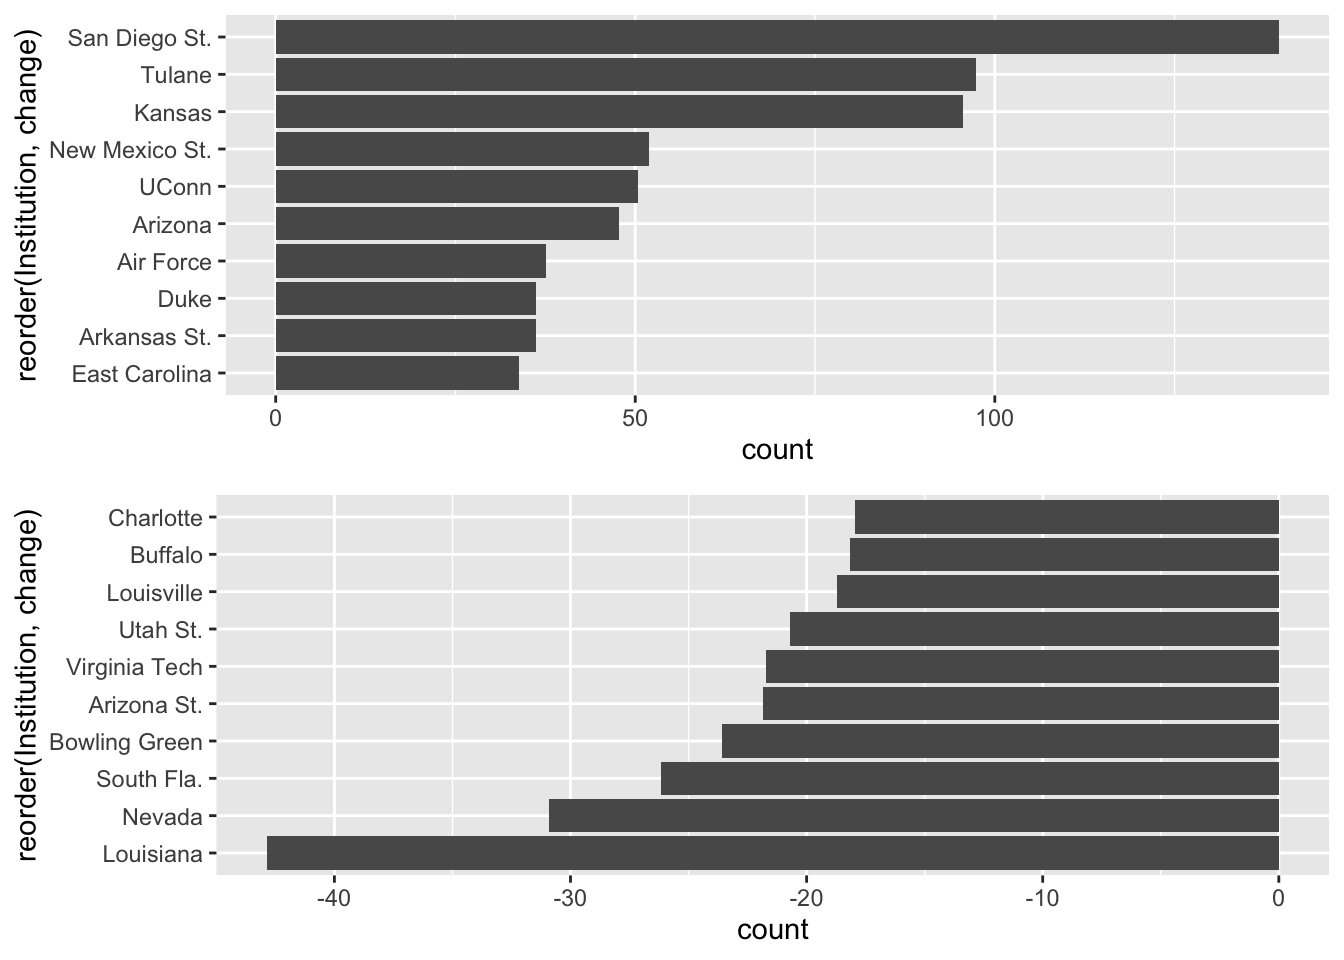 reorder(Institution, change)
San Diego St.
Tulane
Kansas
New Mexico St.
UConn
Arizona
Air Force
Duke
Arkansas St.
East Carolina
0 50 100
count
reorder(Institution, change)
Charlotte
Buffalo
Louisville
Utah St.
Virginia Tech
Arizona St.
Bowling Green
South Fla.
Nevada
Louisiana
-40 -30 -20 -10 0
count